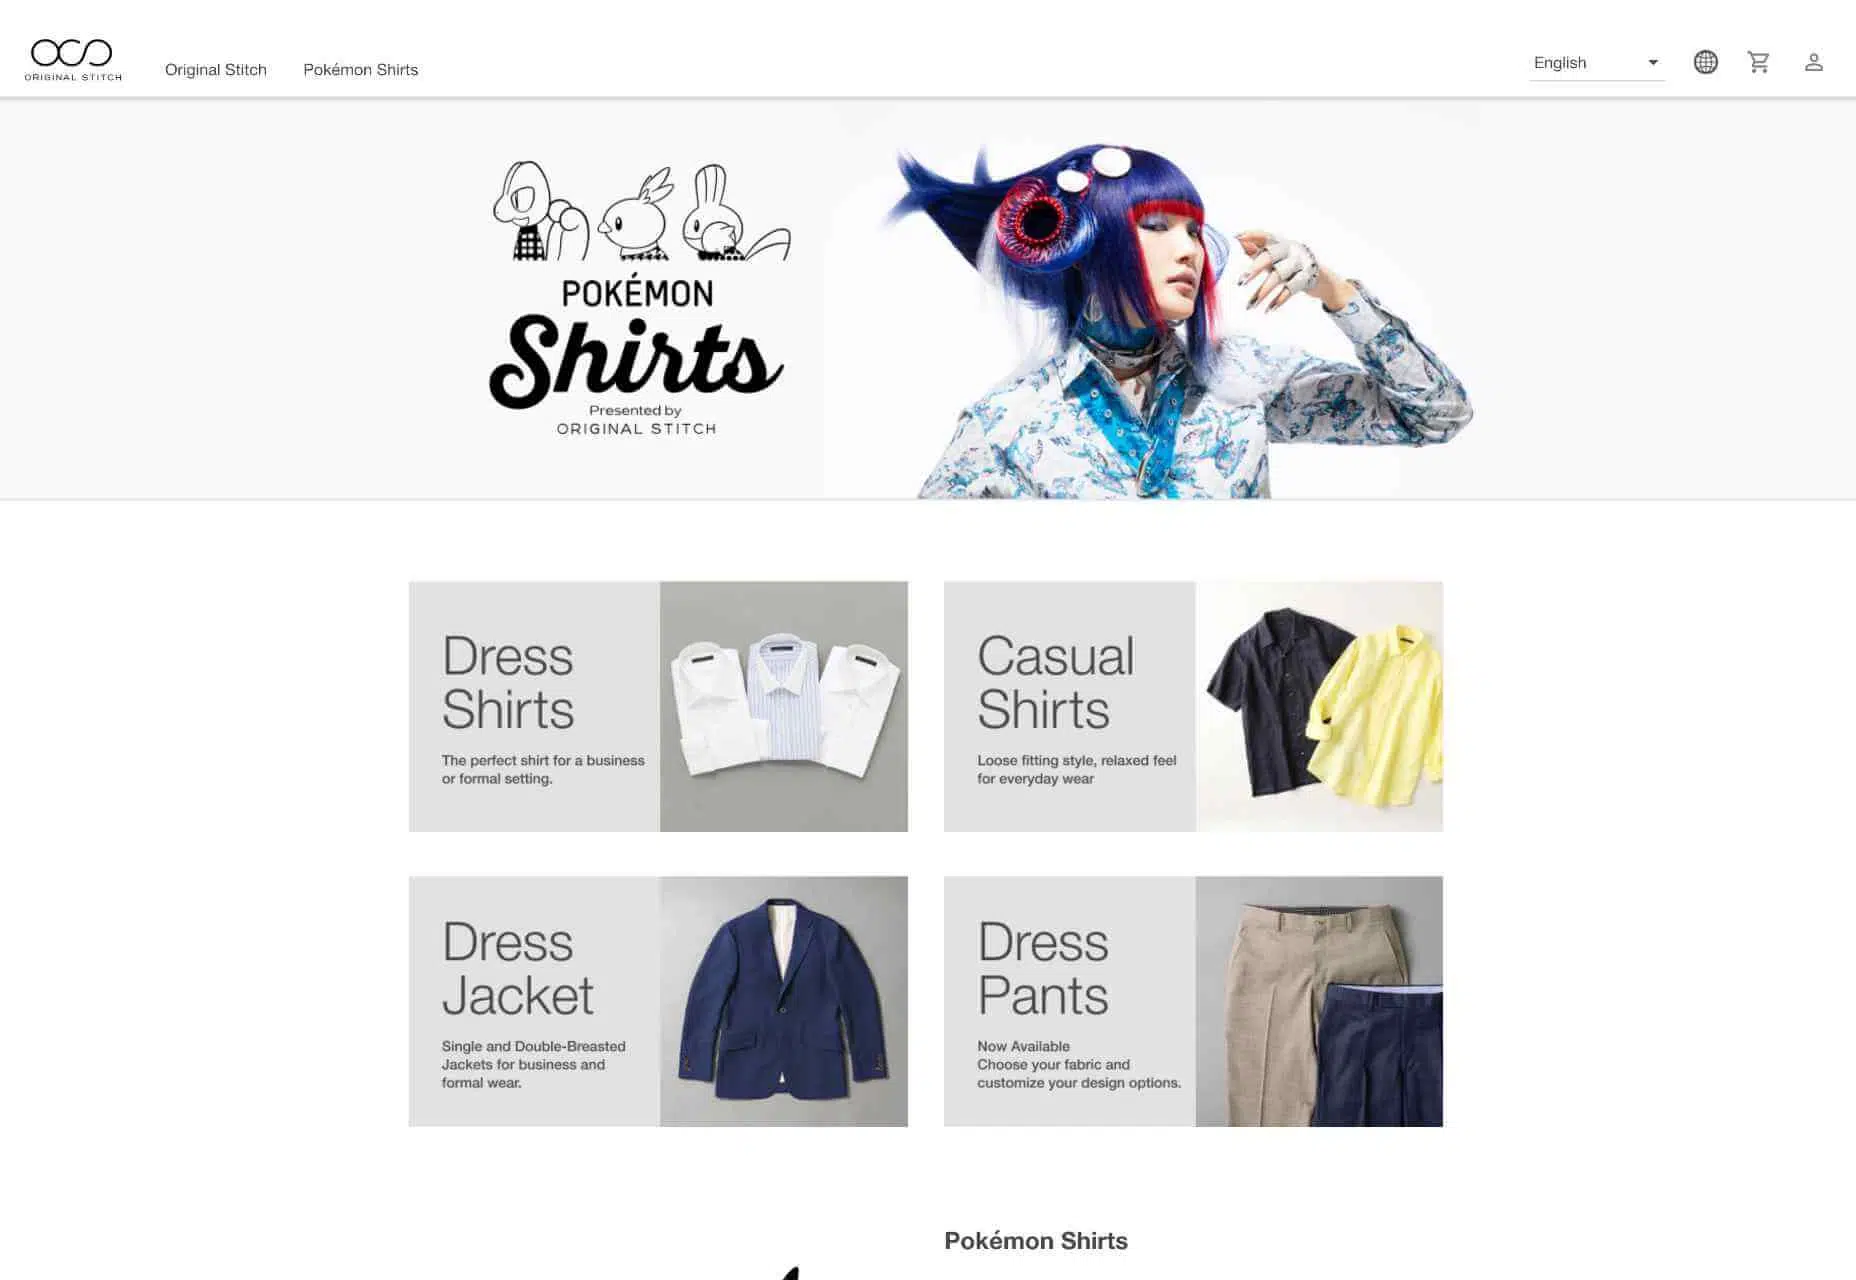 ORIGINAL STITCH
Original Stitch
Pokémon Shirts
English
POKÉMON
Shirts
Presented by
ORIGINAL STITCH
Dress
Shirts
The perfect shirt for a business
or formal setting.
Casual
Shirts
Loose fitting style, relaxed feel
for everyday wear
Dress
Jacket
Single and Double-Breasted
Jackets for business and
formal wear.
Dress
Pants
Now Available
Choose your fabric and
customize your design options.
Pokémon Shirts